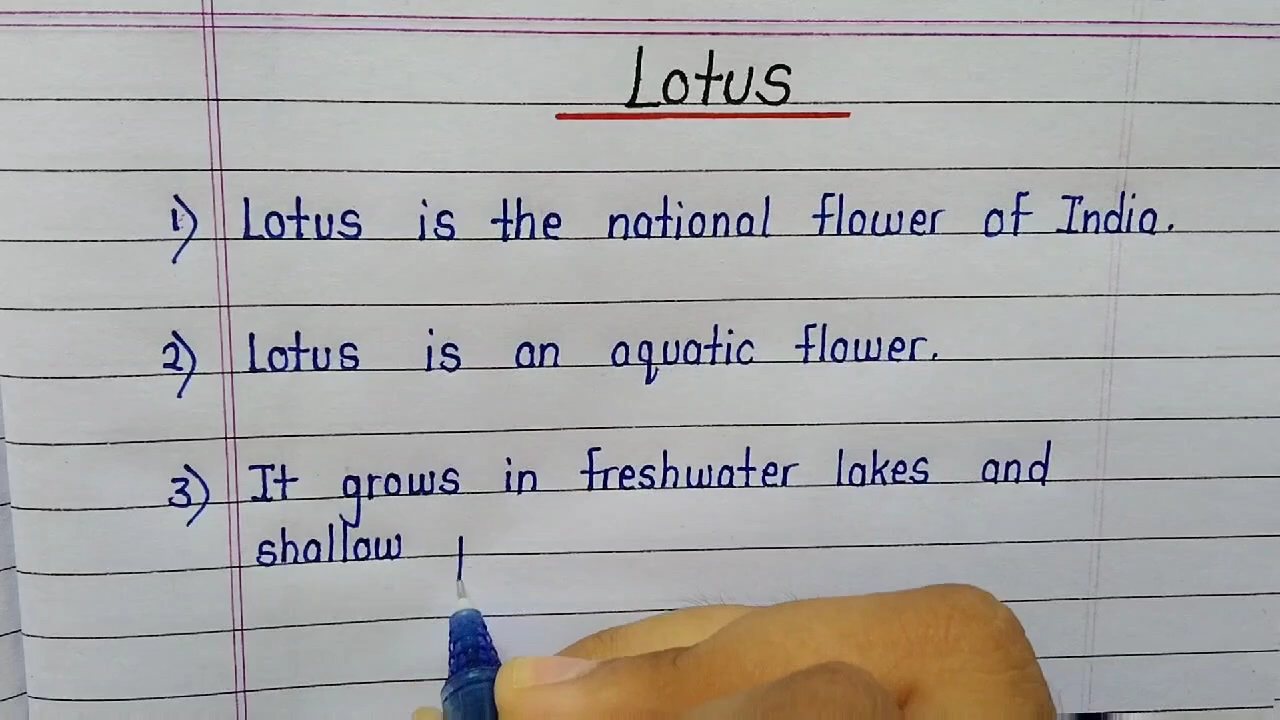 Lotus
1) Lotus is the national flower of India.
2) Lotus is an aquatic flower.
3) It grows in freshwater lakes and
shallow